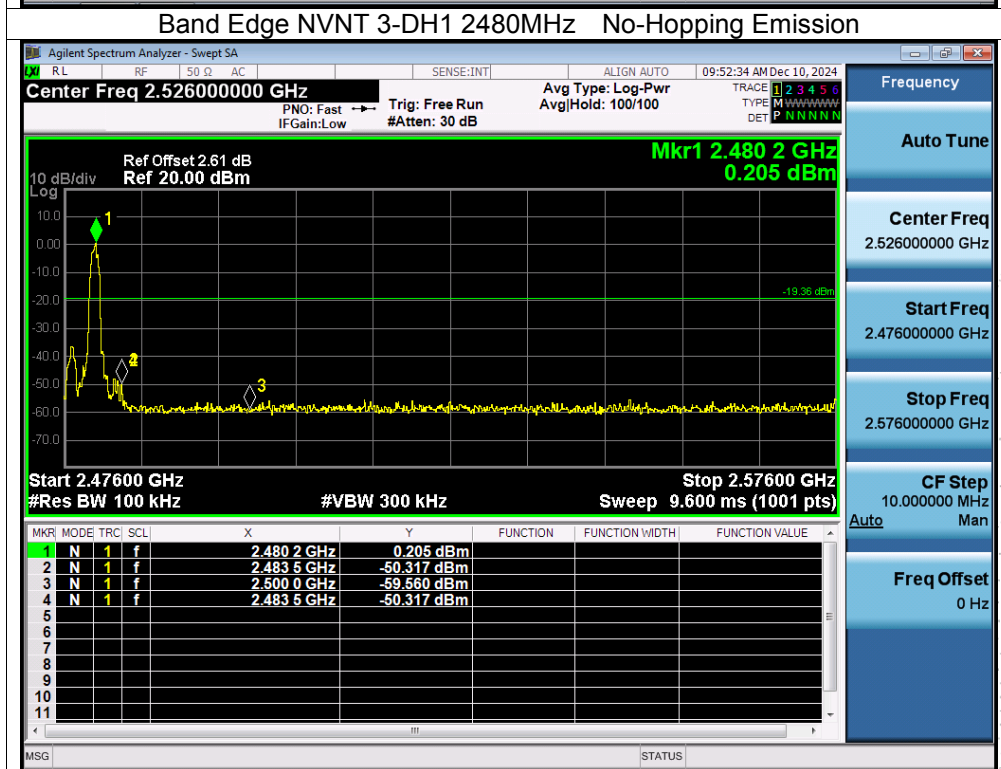 Band Edge NVNT 3-DH1 2480MHz No-Hopping Emission
Agilent Spectrum Analyzer - Swept SA
LXI RL RF 50 Ω AC SENSE:INT ALIGN AUTO 09:52:34 AM Dec 10, 2024
Center Freq 2.526000000 GHz
PNO: Fast
IFGain:Low
Trig: Free Run
#Atten: 30 dB
Avg Type: Log-Pwr
Avg|Hold: 100/100
TRACE 1 2 3 4 5 6
TYPE M WWWWW
DET P N N N N N
Frequency
Auto Tune
Center Freq
2.526000000 GHz
Start Freq
2.476000000 GHz
Stop Freq
2.576000000 GHz
CF Step
10.000000 MHz
Auto Man
Freq Offset
0 Hz
Mkr1 2.480 2 GHz
0.205 dBm
Ref Offset 2.61 dB
10 dB/div Ref 20.00 dBm
Log
10.0
0.00
-10.0
-20.0
-30.0
-40.0
-50.0
-60.0
-70.0
1
-19.36 dBm
3
Start 2.47600 GHz Stop 2.57600 GHz
#Res BW 100 kHz #VBW 300 kHz Sweep 9.600 ms (1001 pts)
MKR MODE TRC SCL X Y FUNCTION FUNCTION WIDTH FUNCTION VALUE
1 N 1 f 2.480 2 GHz 0.205 dBm
2 N 1 f 2.483 5 GHz -50.317 dBm
3 N 1 f 2.500 0 GHz -59.560 dBm
4 N 1 f 2.483 5 GHz -50.317 dBm
5
6
7
8
9
10
11
MSG STATUS